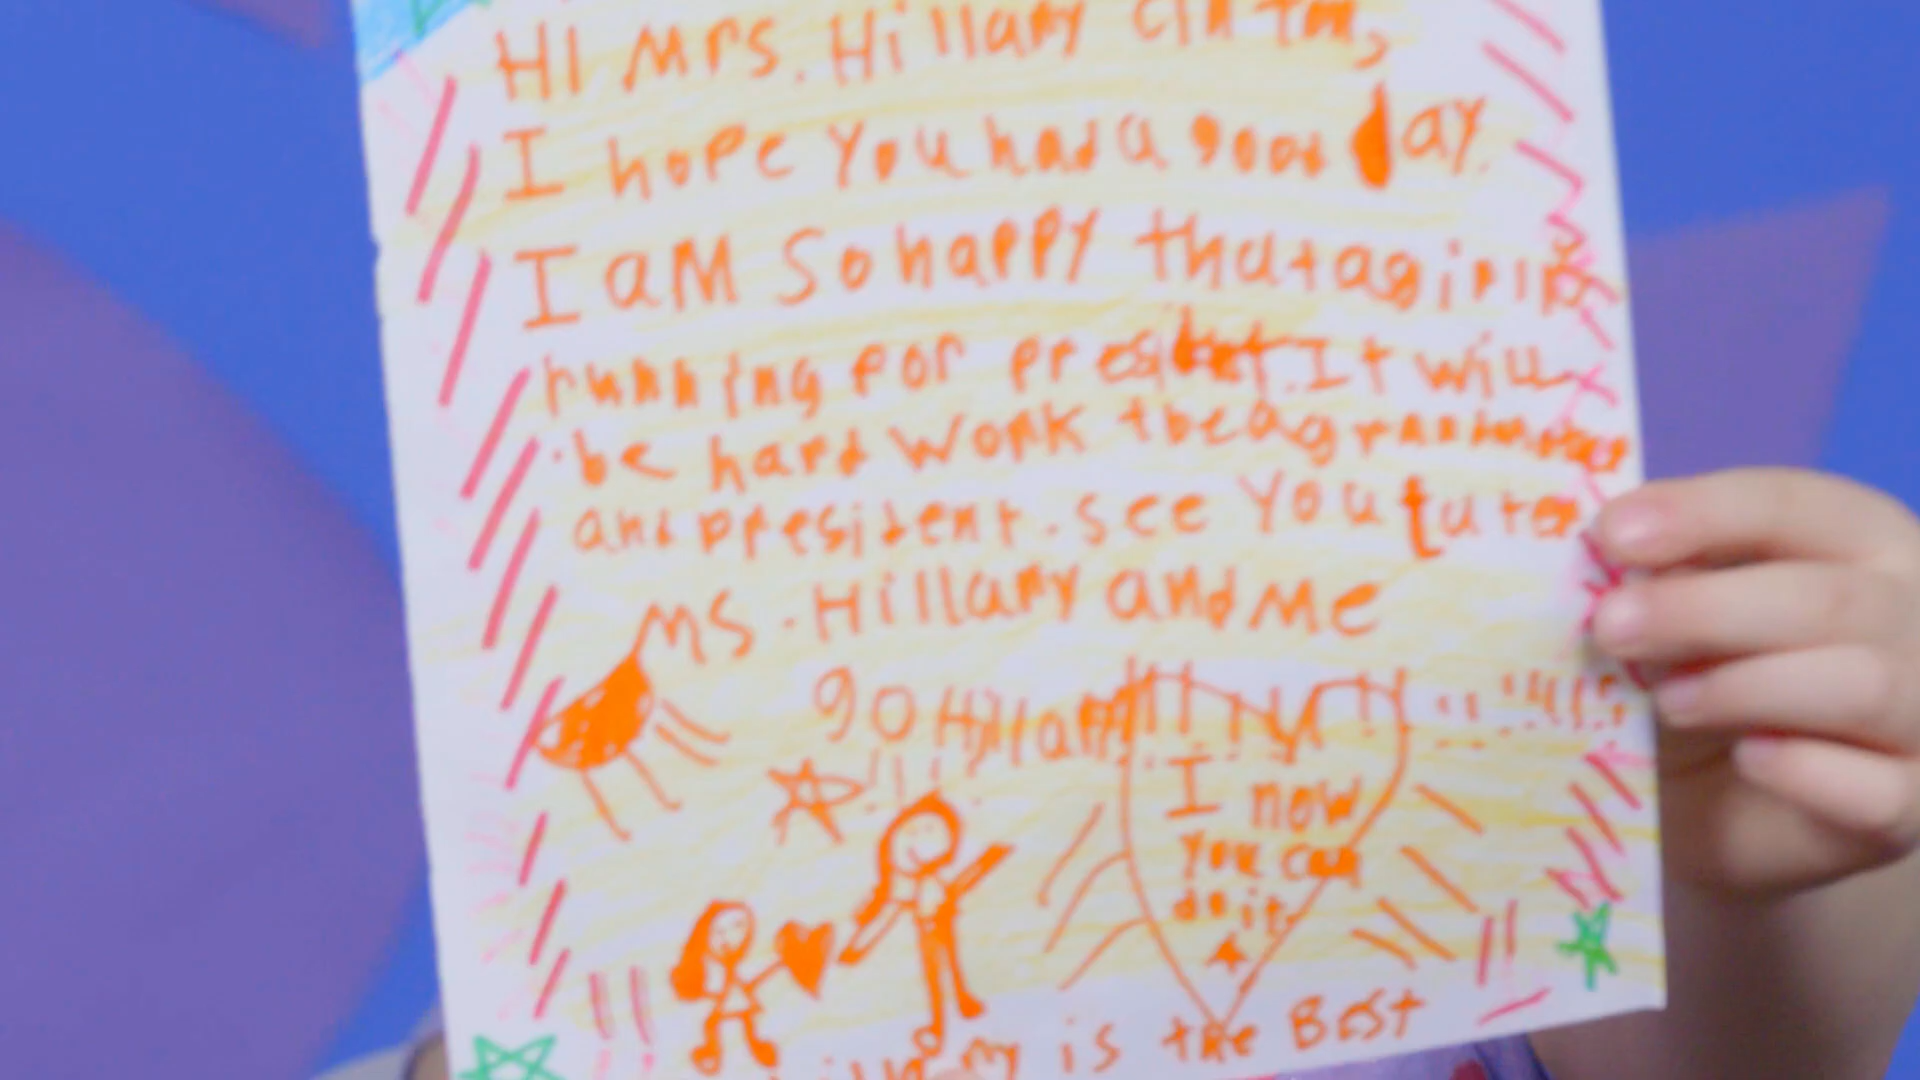 HI Mrs. Hillary Clinton,
I hope you had a good day.
I aM So happy that a girl is
running for president. It will
be hard work t be a grandmother
and president. see you
Ms. Hillary and Me
go Hillary
I now
you can
do it.
is the BesT